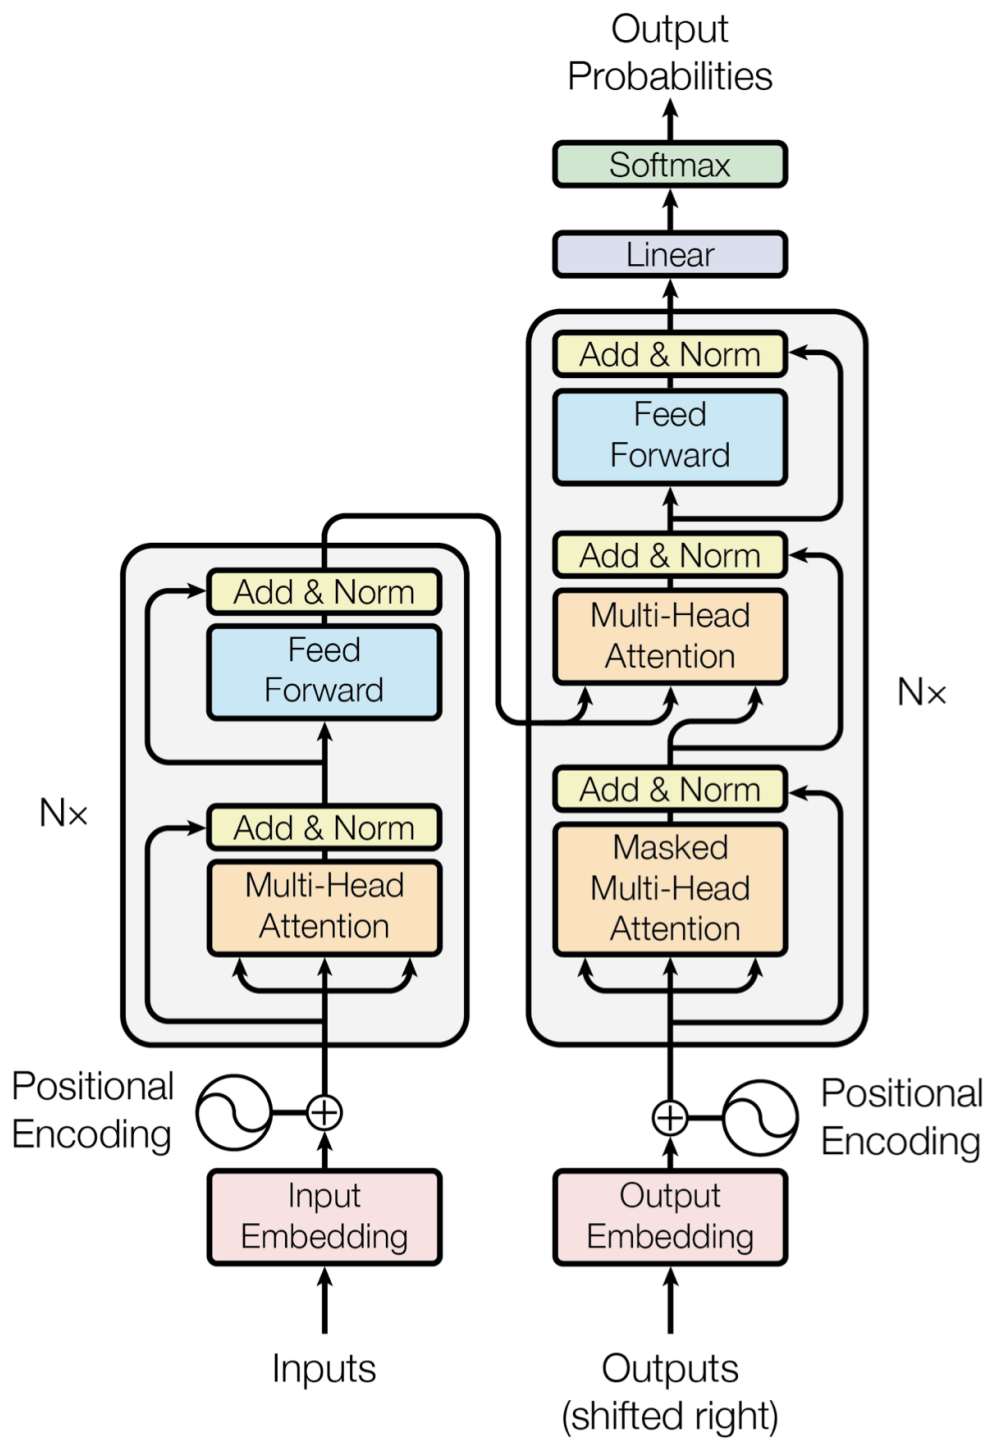 Output
Probabilities
Softmax
Linear
Add & Norm
Feed
Forward
Add & Norm
Multi-Head
Attention
Add & Norm
Masked
Multi-Head
Attention
N×
Add & Norm
Feed
Forward
Add & Norm
Multi-Head
Attention
N×
Positional
Encoding
Positional
Encoding
Input
Embedding
Output
Embedding
Inputs
Outputs
(shifted right)